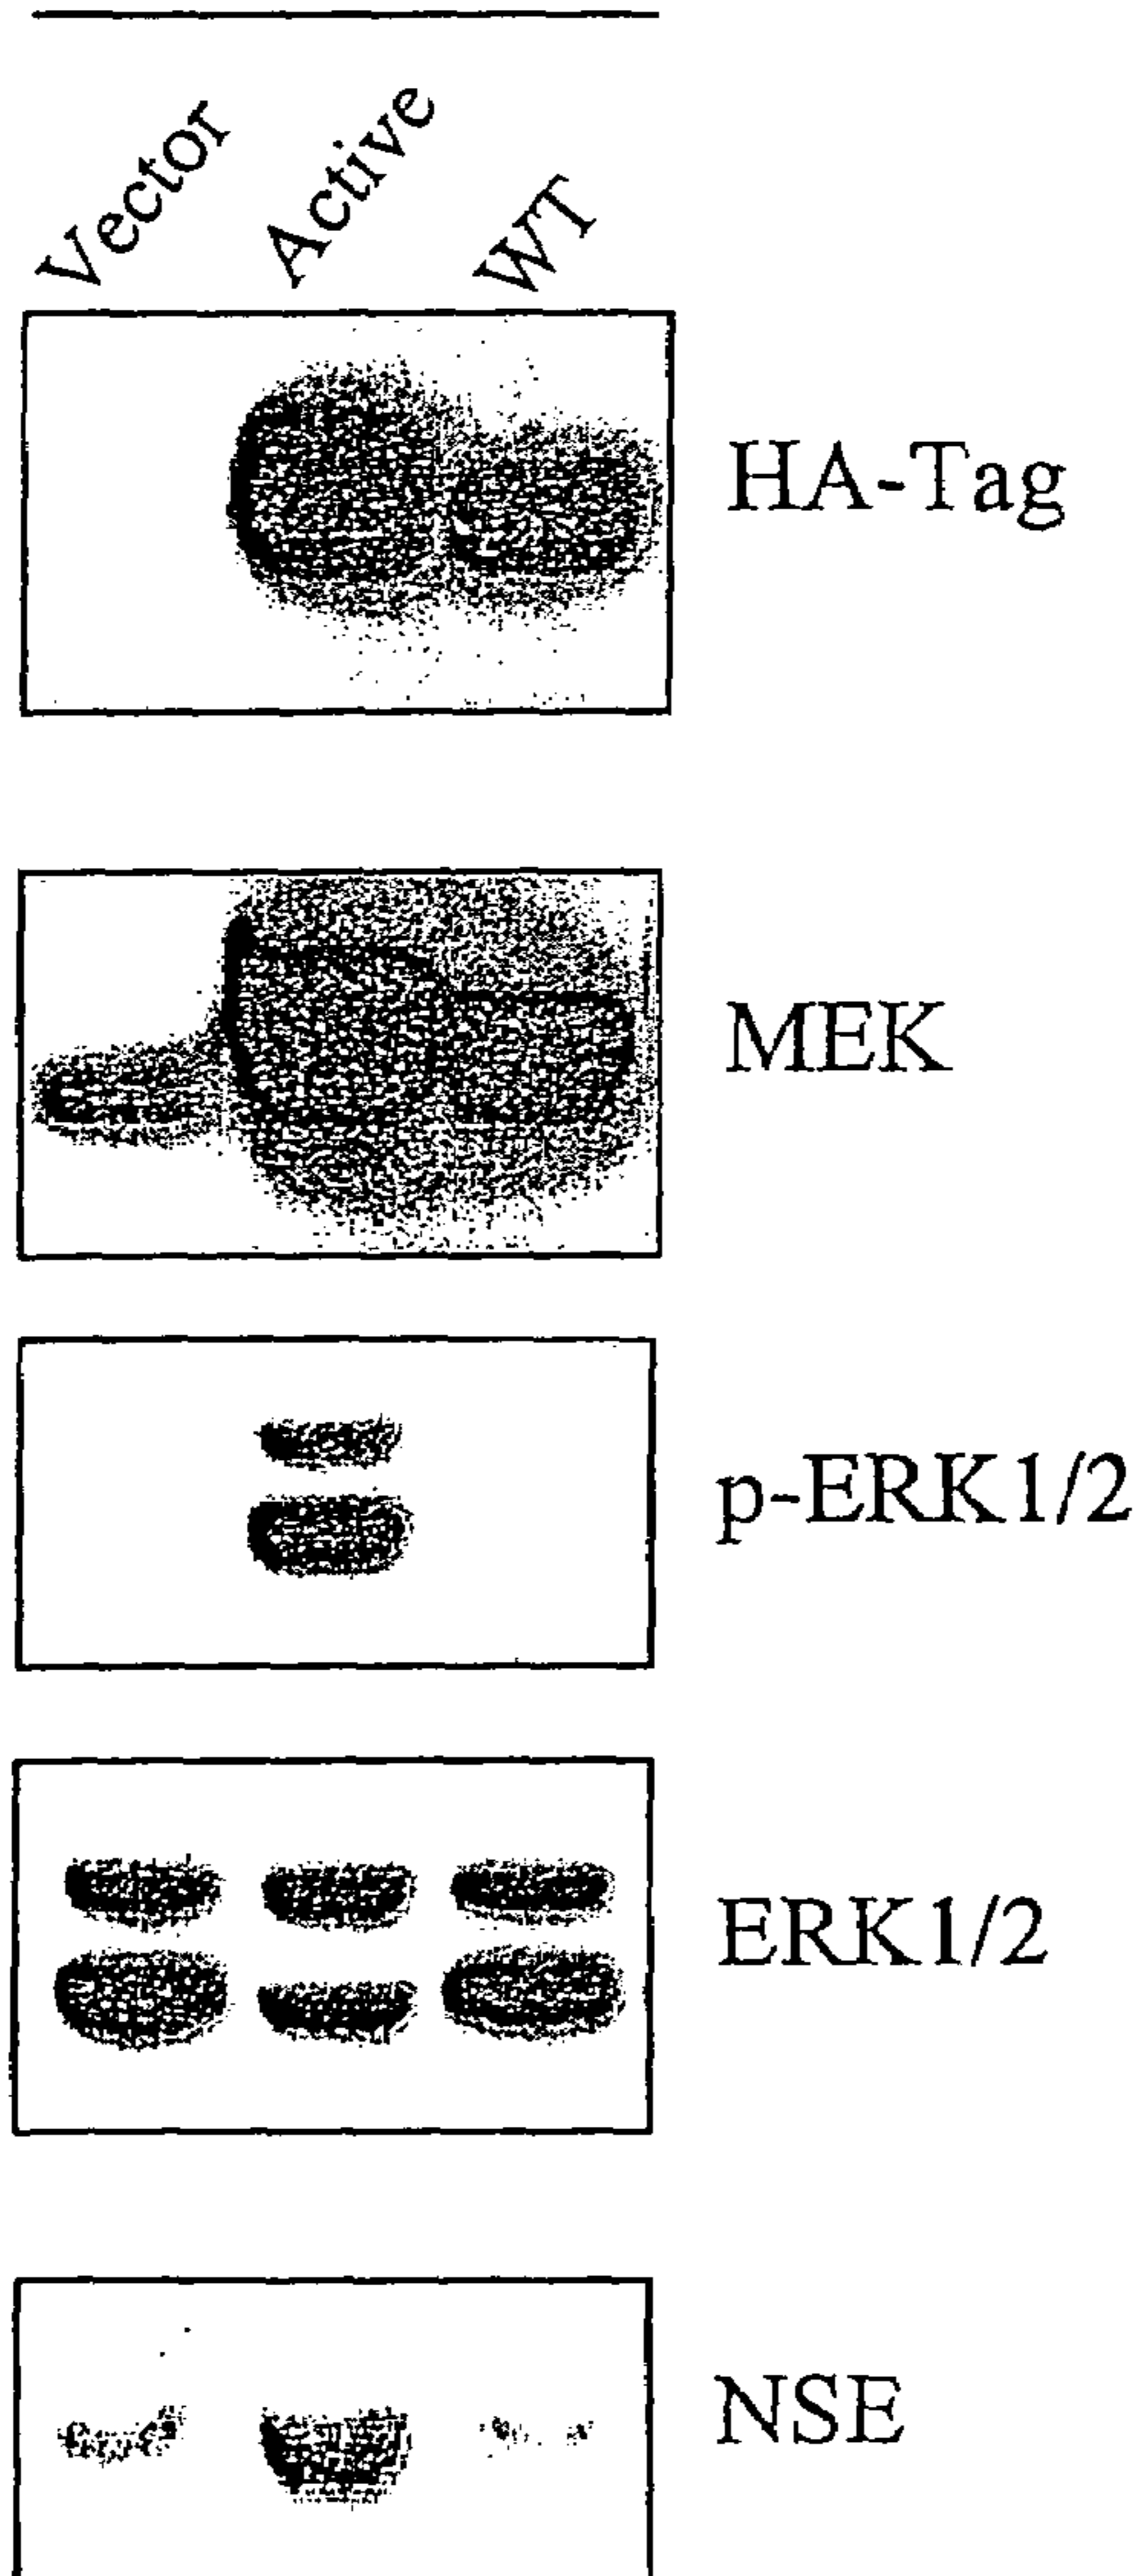 Vector
Active
WT
HA-Tag
MEK
p-ERK1/2
ERK1/2
NSE